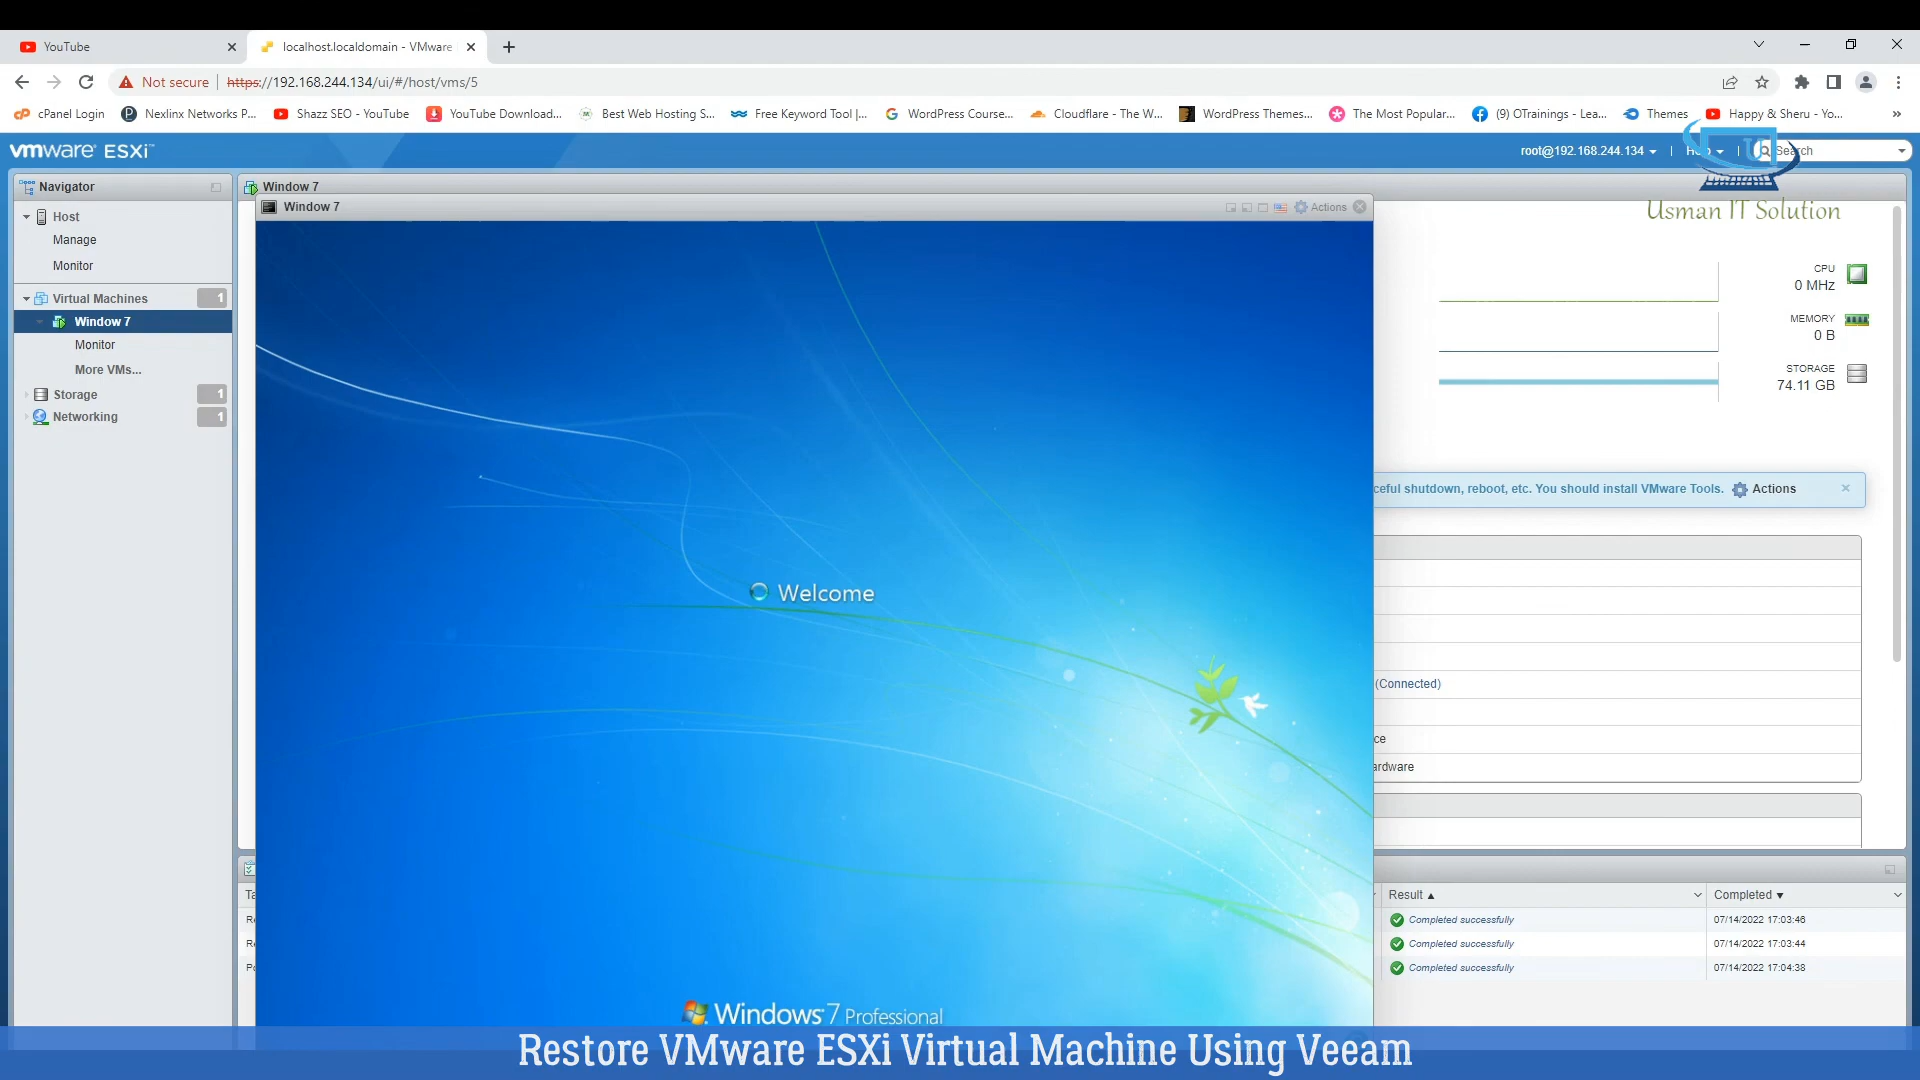 YouTube
localhost.localdomain - VMware
Not secure
https://192.168.244.134/ui/#/host/vms/5
cPanel Login
Nexlinx Networks P...
Shazz SEO - YouTube
YouTube Download...
Best Web Hosting S...
Free Keyword Tool |...
WordPress Course...
Cloudflare - The W...
WordPress Themes...
The Most Popular...
(9) OTrainings - Lea...
Themes
Happy & Sheru - Yo...
vmware ESXi
root@192.168.244.134
Search
Usman IT Solution
Navigator
Host
Manage
Monitor
Virtual Machines 1
Window 7
Monitor
More VMs...
Storage 1
Networking 1
Window 7
Window 7
Actions
Welcome
Windows 7 Professional
CPU
0 MHz
MEMORY
0 B
STORAGE
74.11 GB
ceful shutdown, reboot, etc. You should install VMware Tools. Actions
(Connected)
ce
ardware
Ta
Re
Re
Po
Result
Completed
Completed successfully 07/14/2022 17:03:46
Completed successfully 07/14/2022 17:03:44
Completed successfully 07/14/2022 17:04:38
Restore VMware ESXi Virtual Machine Using Veeam